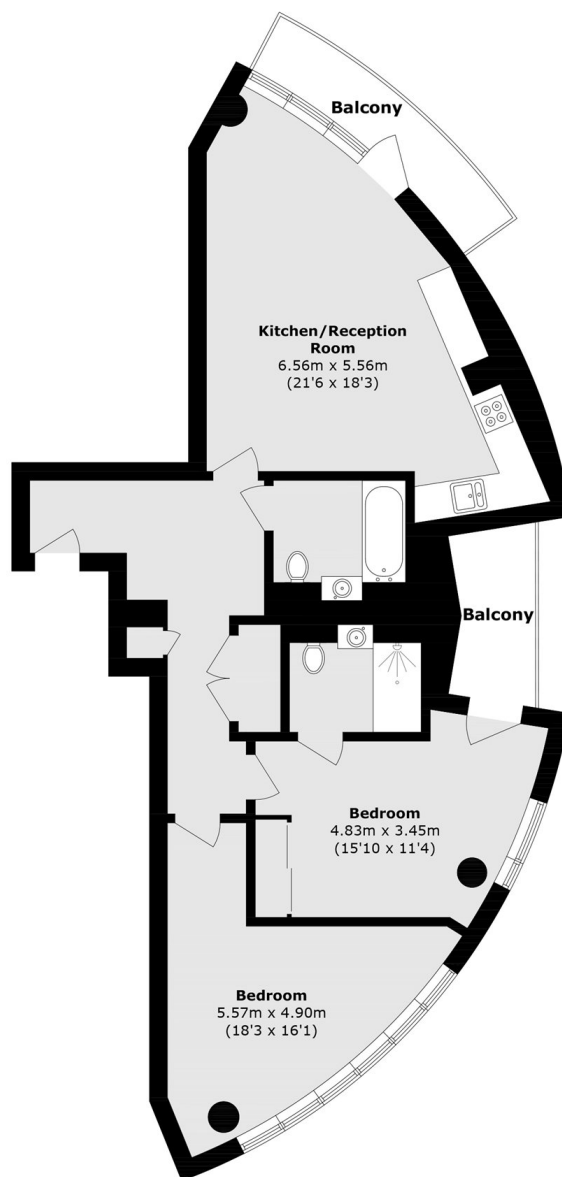 Balcony
Kitchen/Reception
Room
6.56m x 5.56m
(21'6 x 18'3)
Balcony
Bedroom
4.83m x 3.45m
(15'10 x 11'4)
Bedroom
5.57m x 4.90m
(18'3 x 16'1)